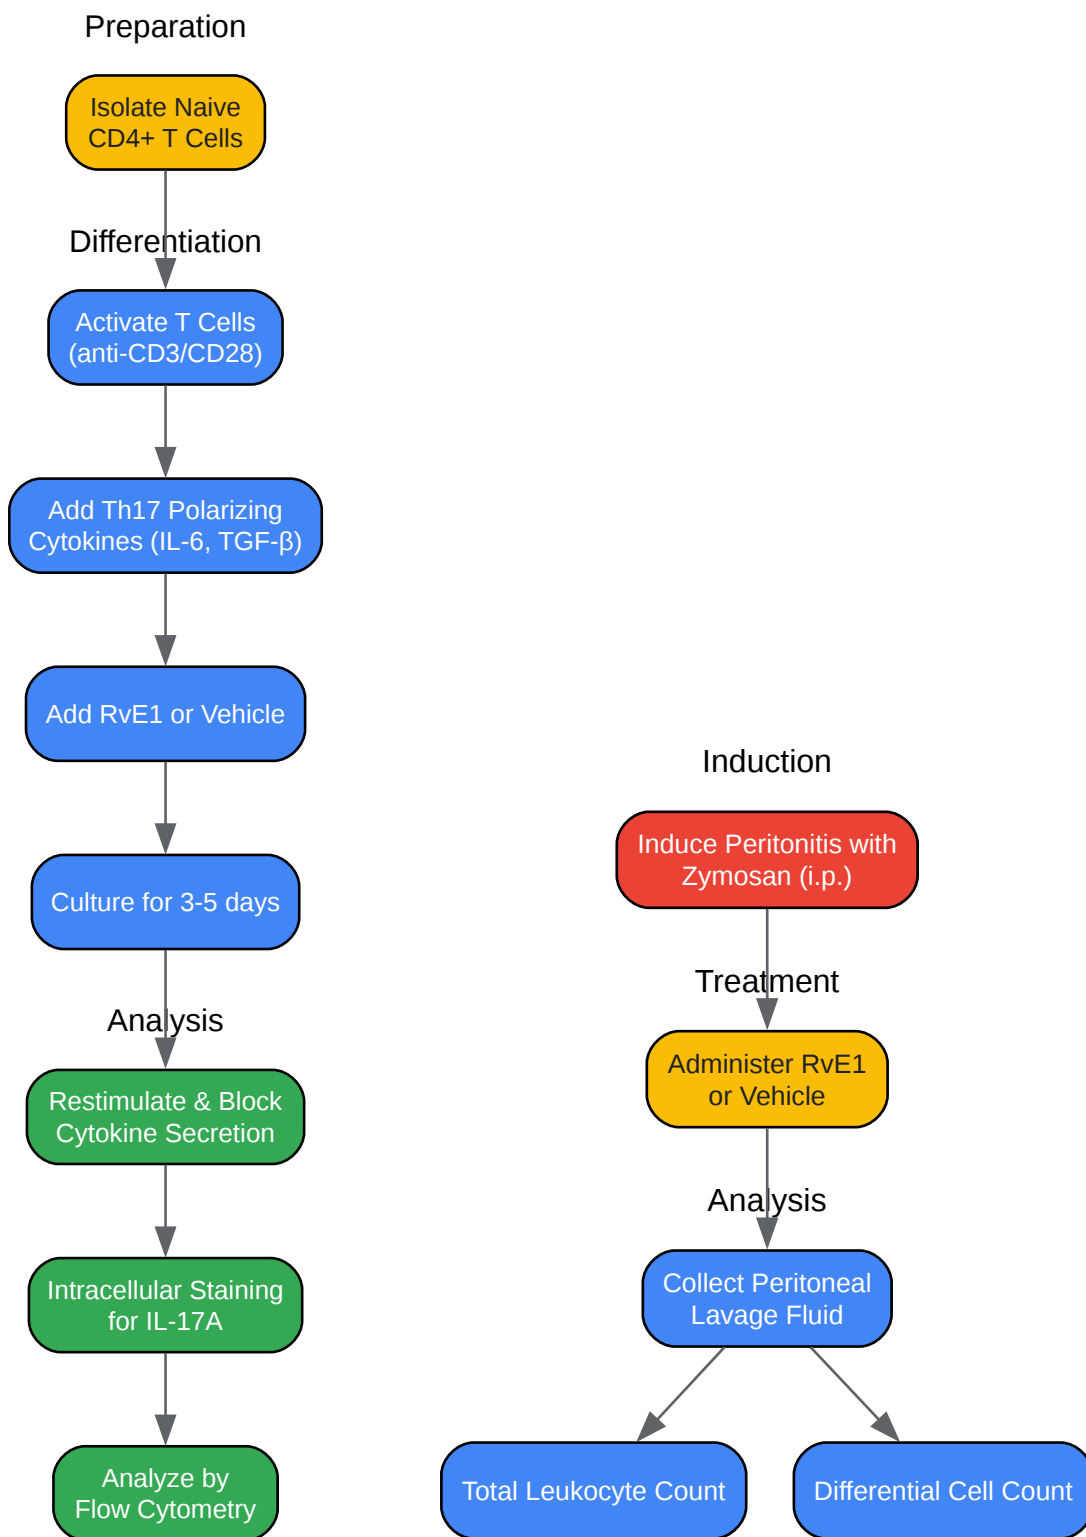 Preparation
Isolate Naive
CD4+ T Cells
Differentiation
Activate T Cells
(anti-CD3/CD28)
Add Th17 Polarizing
Cytokines (IL-6, TGF-β)
Add RvE1 or Vehicle
Culture for 3-5 days
Analysis
Restimulate & Block
Cytokine Secretion
Intracellular Staining
for IL-17A
Analyze by
Flow Cytometry
Induction
Induce Peritonitis with
Zymosan (i.p.)
Treatment
Administer RvE1
or Vehicle
Analysis
Collect Peritoneal
Lavage Fluid
Total Leukocyte Count
Differential Cell Count